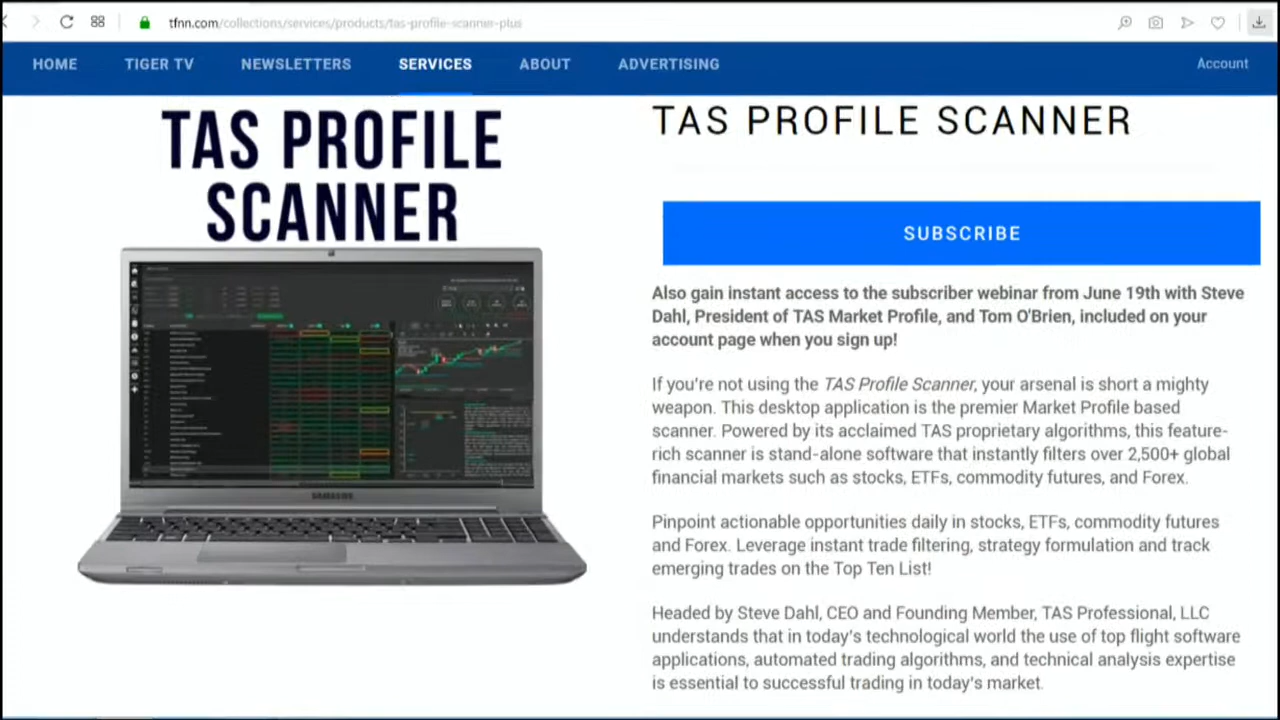 tfnn.com/collections/services/products/tas-profile-scanner-plus
HOME TIGER TV NEWSLETTERS SERVICES ABOUT ADVERTISING Account
TAS PROFILE
SCANNER
SAMSUNG
TAS PROFILE SCANNER
SUBSCRIBE
Also gain instant access to the subscriber webinar from June 19th with Steve
Dahl, President of TAS Market Profile, and Tom O'Brien, included on your
account page when you sign up!
If you're not using the TAS Profile Scanner, your arsenal is short a mighty
weapon. This desktop application is the premier Market Profile based
scanner. Powered by its acclaimed TAS proprietary algorithms, this feature-
rich scanner is stand-alone software that instantly filters over 2,500+ global
financial markets such as stocks, ETFs, commodity futures, and Forex.
Pinpoint actionable opportunities daily in stocks, ETFs, commodity futures
and Forex. Leverage instant trade filtering, strategy formulation and track
emerging trades on the Top Ten List!
Headed by Steve Dahl, CEO and Founding Member, TAS Professional, LLC
understands that in today's technological world the use of top flight software
applications, automated trading algorithms, and technical analysis expertise
is essential to successful trading in today's market.